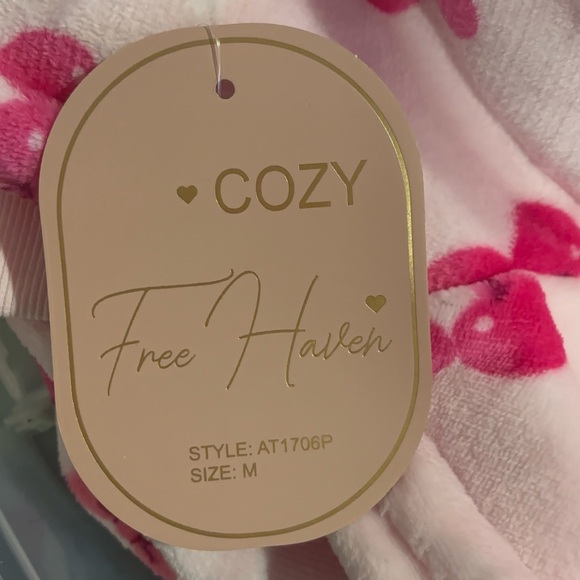 COZY
Free Haven
STYLE: AT1706P
SIZE: M